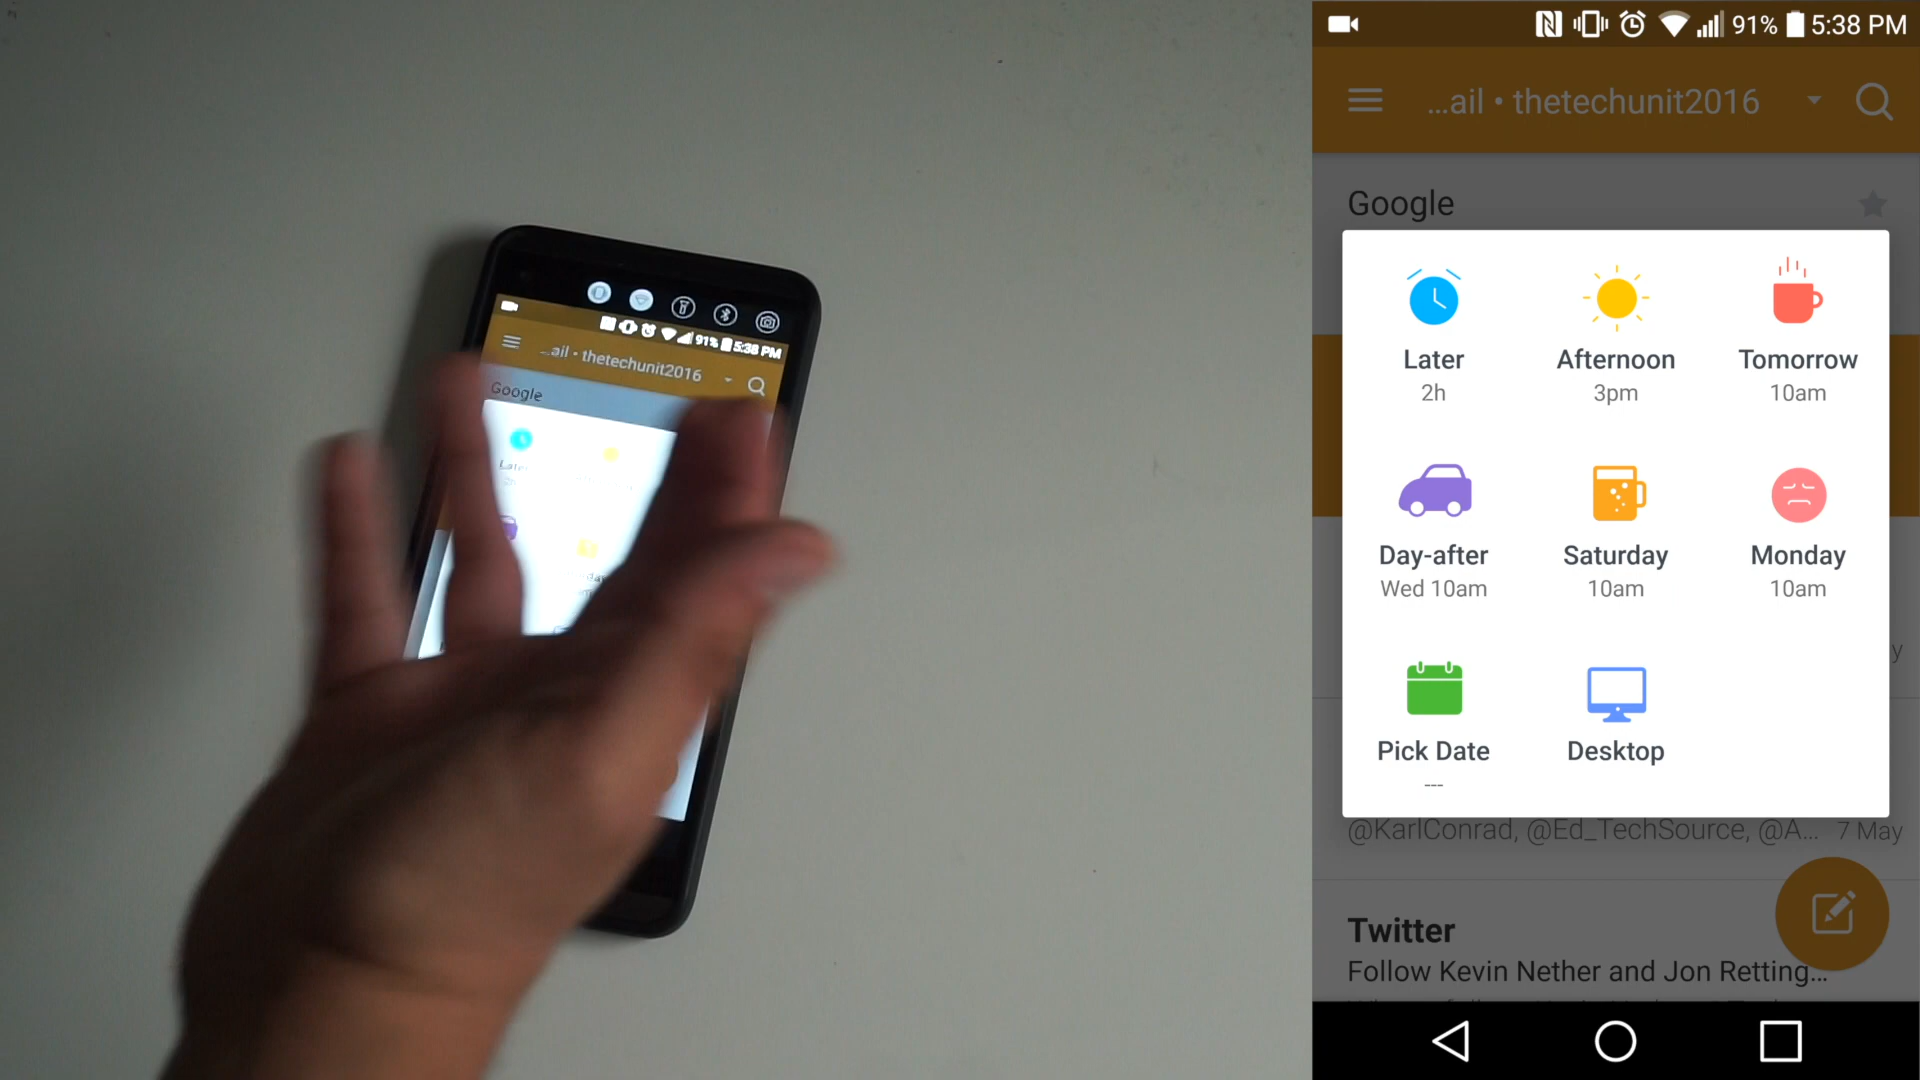 91% 5:38 PM
...ail • thetechunit2016
Google
Later
2h
Afternoon
3pm
Tomorrow
10am
Day-after
Wed 10am
Saturday
10am
Monday
10am
Pick Date
---
Desktop
@KarlConrad, @Ed_TechSource, @A... 7 May
Twitter
Follow Kevin Nether and Jon Retting...
91% 5:38 PM
...ail • thetechunit2016
Google
Later